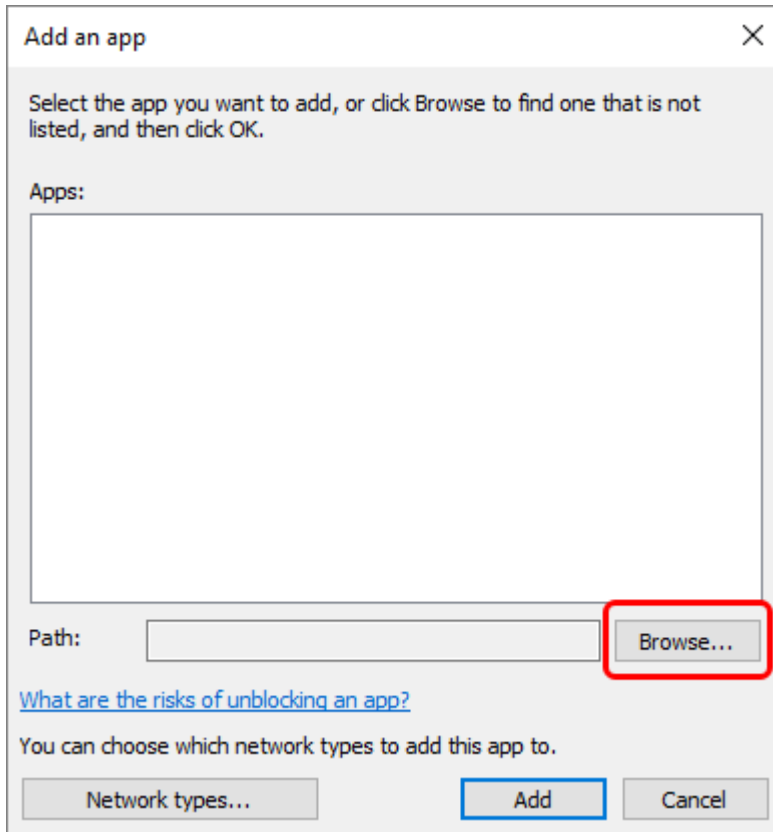 Add an app
Select the app you want to add, or click Browse to find one that is not
listed, and then click OK.
Apps:
Path:
Browse...
What are the risks of unblocking an app?
You can choose which network types to add this app to.
Network types...
Add
Cancel